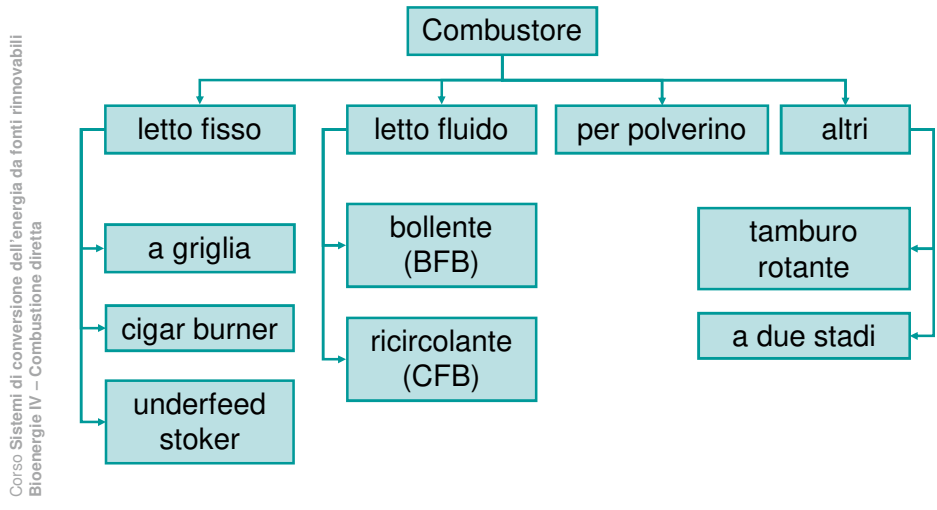 Corso Sistemi di conversione dell'energia da fonti rinnovabili
Bioenergie IV – Combustione diretta
Combustore
letto fisso
letto fluido
per polverino
altri
a griglia
cigar burner
underfeed
stoker
bollente
(BFB)
ricircolante
(CFB)
tamburo
rotante
a due stadi